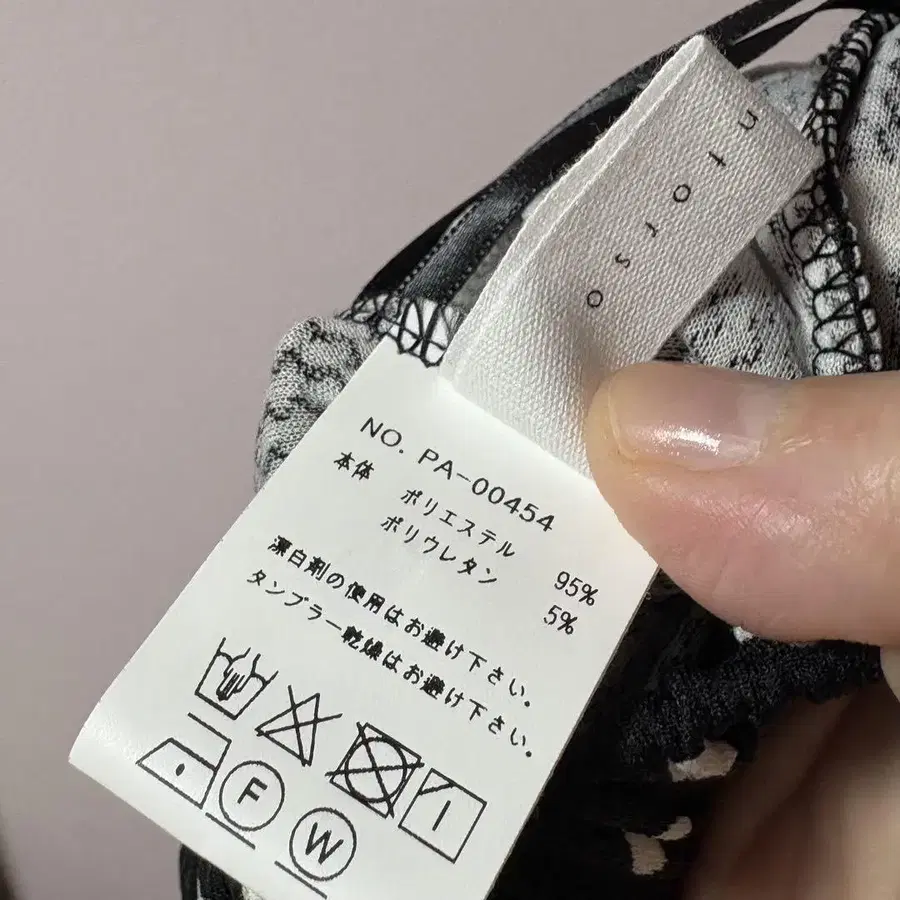 n t o r s o
NO. PA-00454
本体 ポリエステル 95%
ポリウレタン 5%
漂白剤の使用はお避け下さい。
タンブラー乾燥はお避け下さい。
F
W